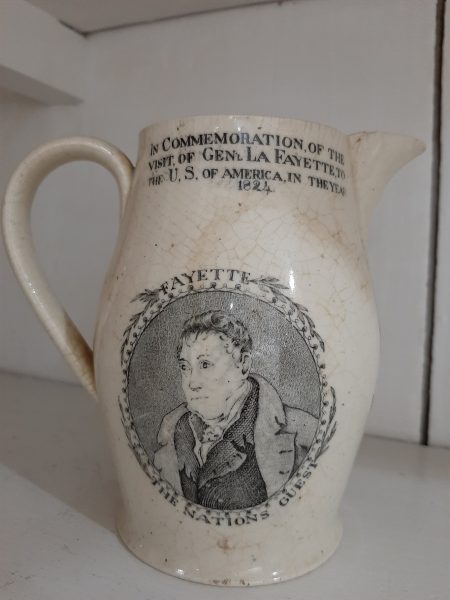 IN COMMEMORATION, OF THE
VISIT, OF GENL. LA FAYETTE, TO
THE U, S. OF AMERICA, IN THE YEAR
1824
FAYETTE
THE NATIONS GUEST